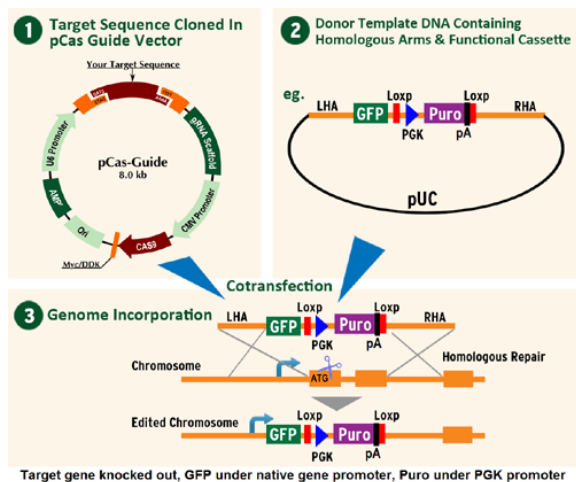 1 Target Sequence Cloned In
pCas Guide Vector
Your Target Sequence
U6 Promoter
gRNA Scaffold
pCas-Guide
8.0 kb
AMPr
CMV Promoter
Ori
CAS9
Myc/DDK
2 Donor Template DNA Containing
Homologous Arms & Functional Cassette
eg.
Loxp Loxp
LHA GFP Puro RHA
PGK pA
pUC
Cotransfection
3 Genome Incorporation
Loxp Loxp
LHA RHA
GFP Puro
PGK pA
Homologous Repair
Chromosome
ATG
Loxp Loxp
Edited Chromosome
GFP Puro
PGK pA
Target gene knocked out, GFP under native gene promoter, Puro under PGK promoter